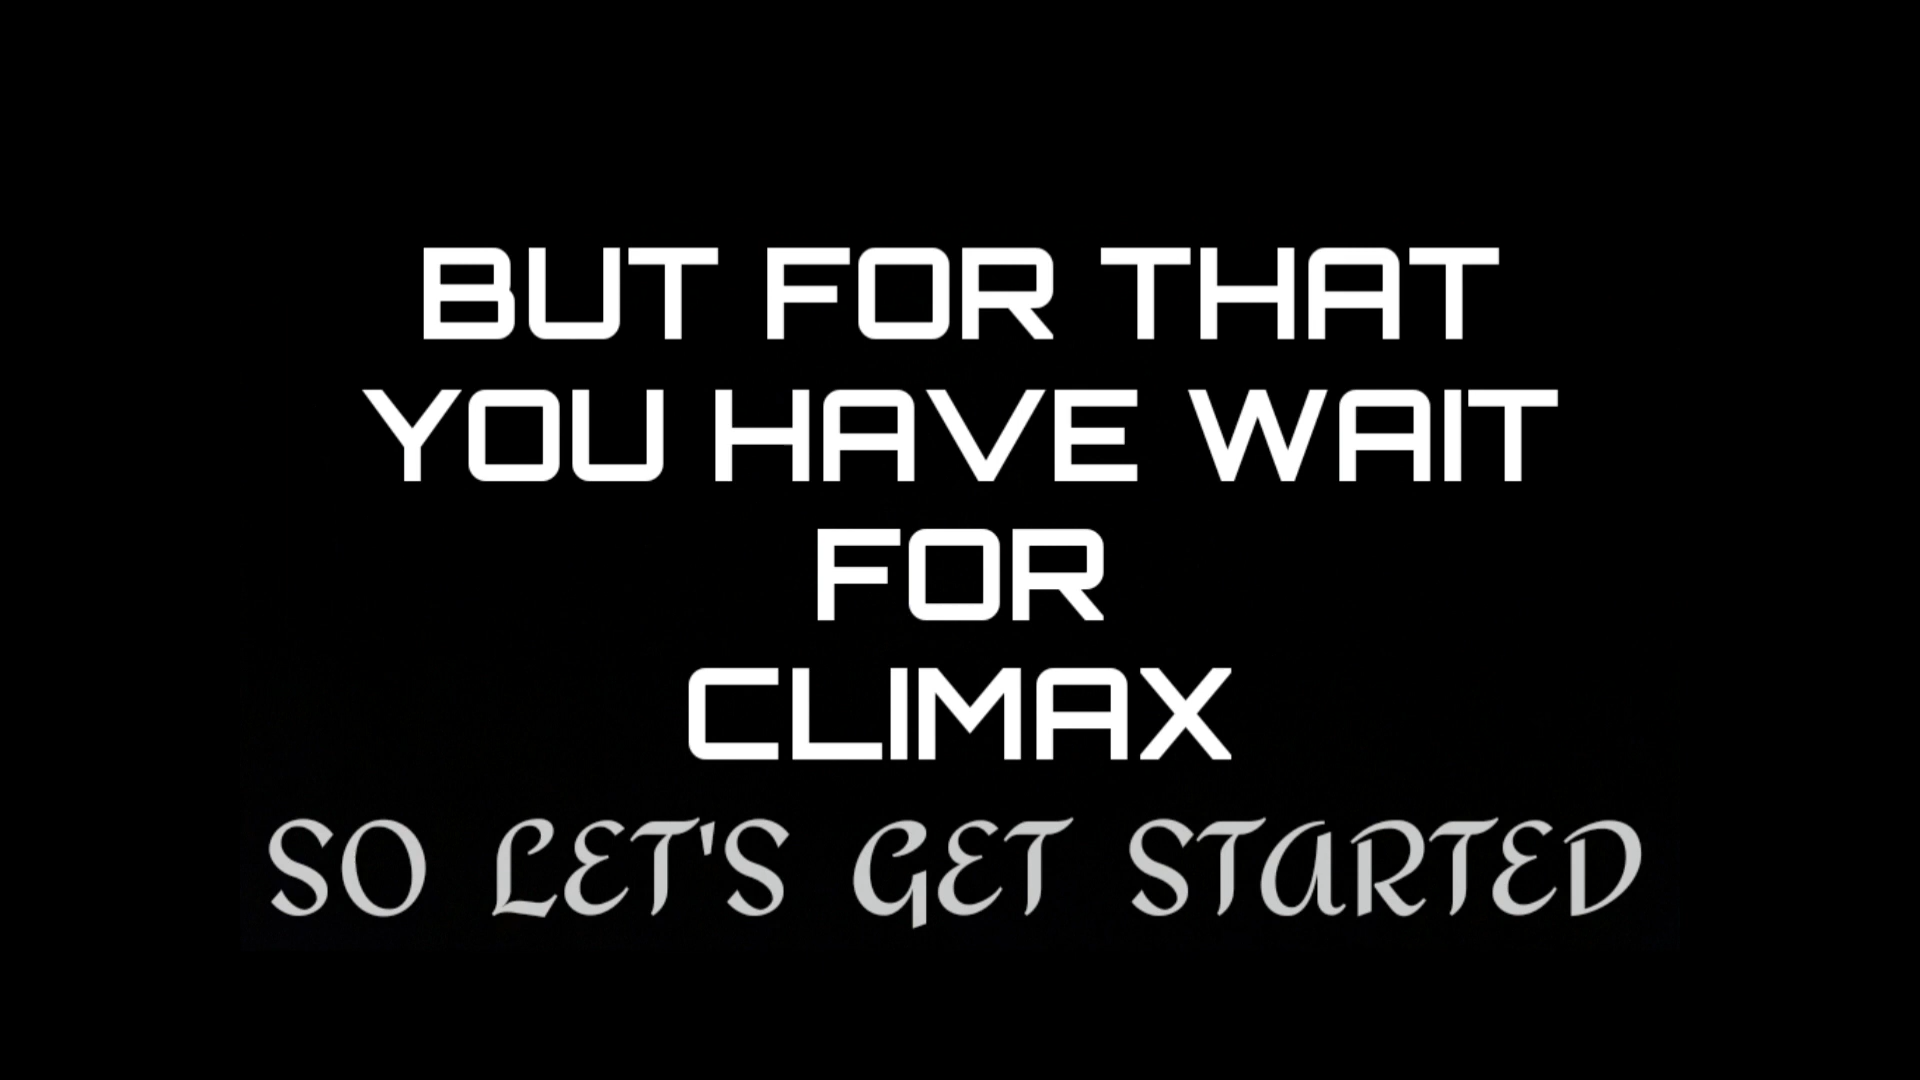 BUT FOR THAT
YOU HAVE WAIT
FOR
CLIMAX
SO LET'S GET STARTED